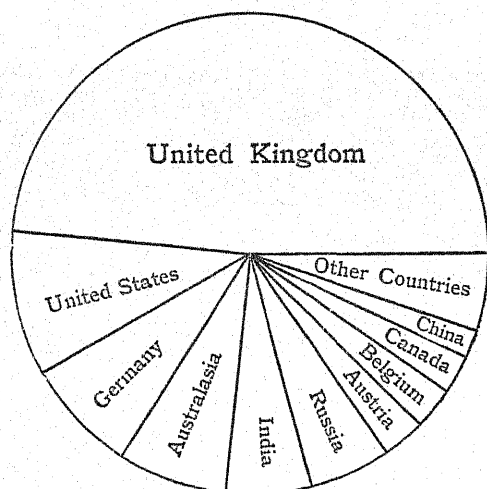 United Kingdom
United States
Germany
Australasia
India
Russia
Austria
Belgium
Canada
China
Other Countries